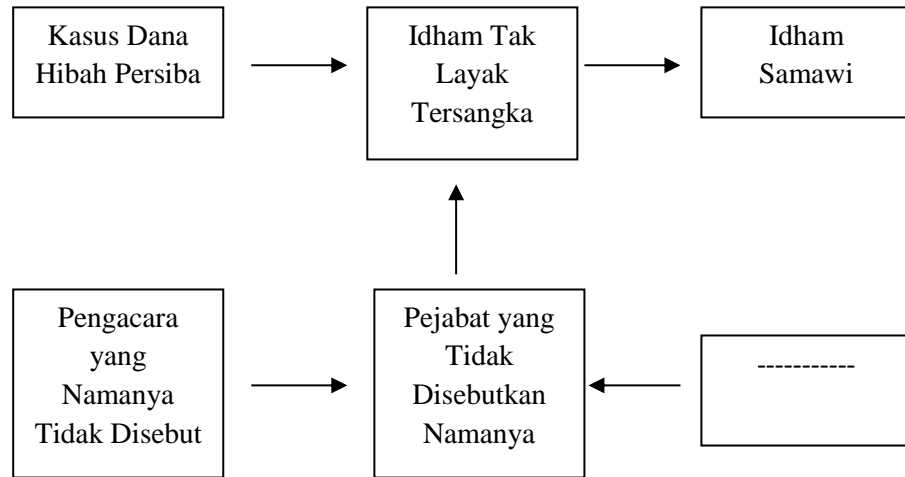 Kasus Dana
Hibah Persiba
Idham Tak
Layak
Tersangka
Idham
Samawi
Pengacara
yang
Namanya
Tidak Disebut
Pejabat yang
Tidak
Disebutkan
Namanya
-----------